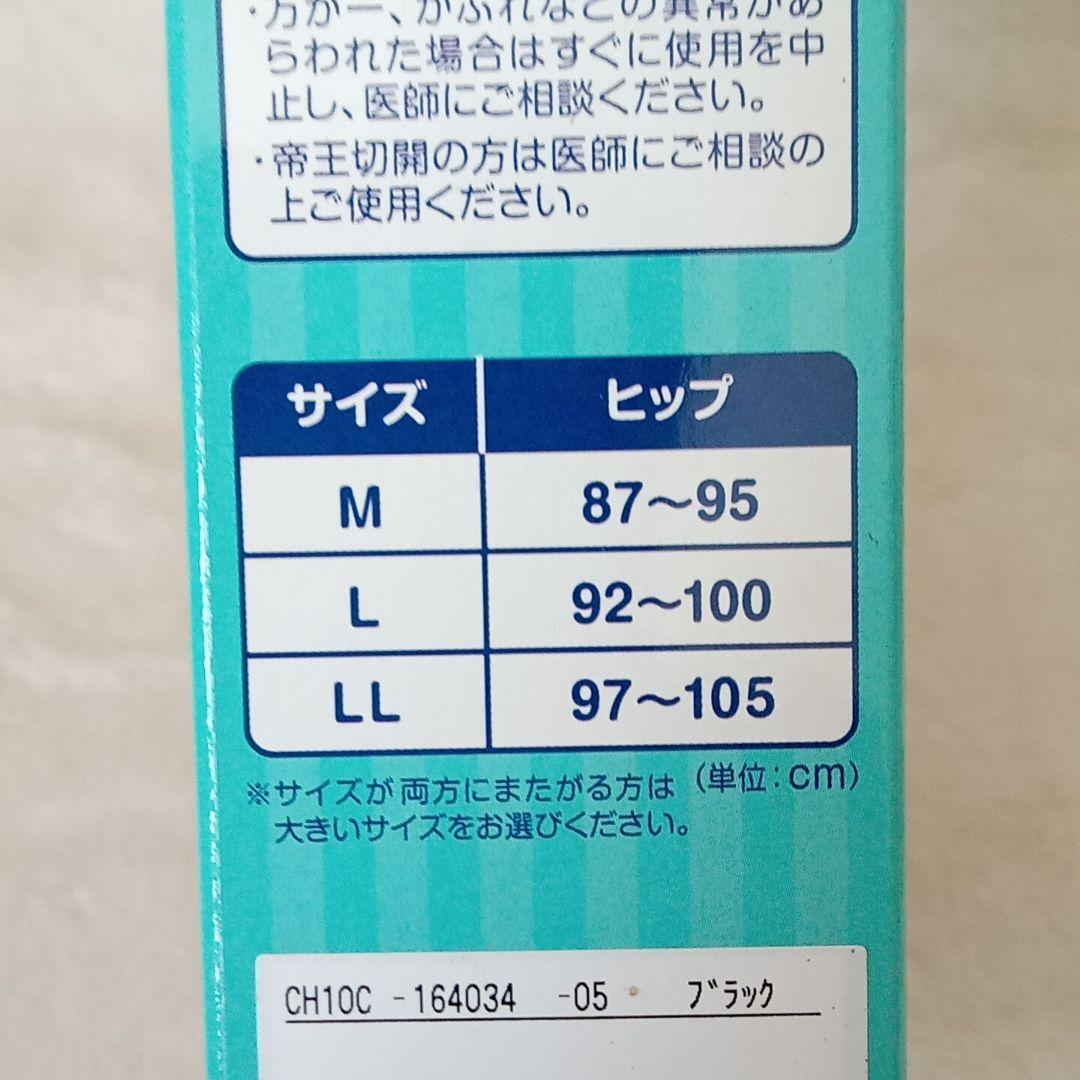 ・万が一、かぶれなどの異常があ
らわれた場合はすぐに使用を中
止し、医師にご相談ください。
・帝王切開の方は医師にご相談の
上ご使用ください。
サイズ ヒップ
M 87〜95
L 92〜100
LL 97〜105
※サイズが両方にまたがる方は (単位:cm)
大きいサイズをお選びください。
CH10C -164034 -05 ブラック